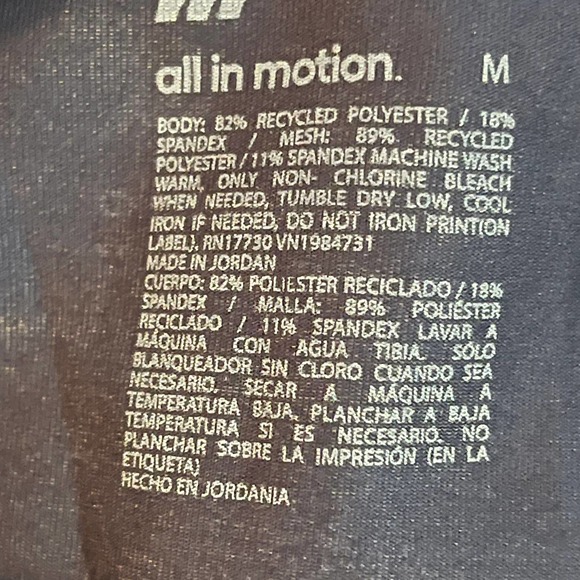 all in motion. M
BODY: 82% RECYCLED POLYESTER / 18%
SPANDEX / MESH: 89% RECYCLED
POLYESTER / 11% SPANDEX MACHINE WASH
WARM, ONLY NON- CHLORINE BLEACH
WHEN NEEDED, TUMBLE DRY LOW, COOL
IRON IF NEEDED, DO NOT IRON PRINT(ON
LABEL). RN17730 VN1984731
MADE IN JORDAN
CUERPO: 82% POLIESTER RECICLADO / 18%
SPANDEX / MALLA: 89% POLIÉSTER
RECICLADO / 11% SPANDEX LAVAR A
MÁQUINA CON AGUA TIBIA. SÓLO
BLANQUEADOR SIN CLORO CUANDO SEA
NECESARIO. SECAR A MÁQUINA A
TEMPERATURA BAJA. PLANCHAR A BAJA
TEMPERATURA SI ES NECESARIO. NO
PLANCHAR SOBRE LA IMPRESIÓN (EN LA
ETIQUETA)
HECHO EN JORDANIA.